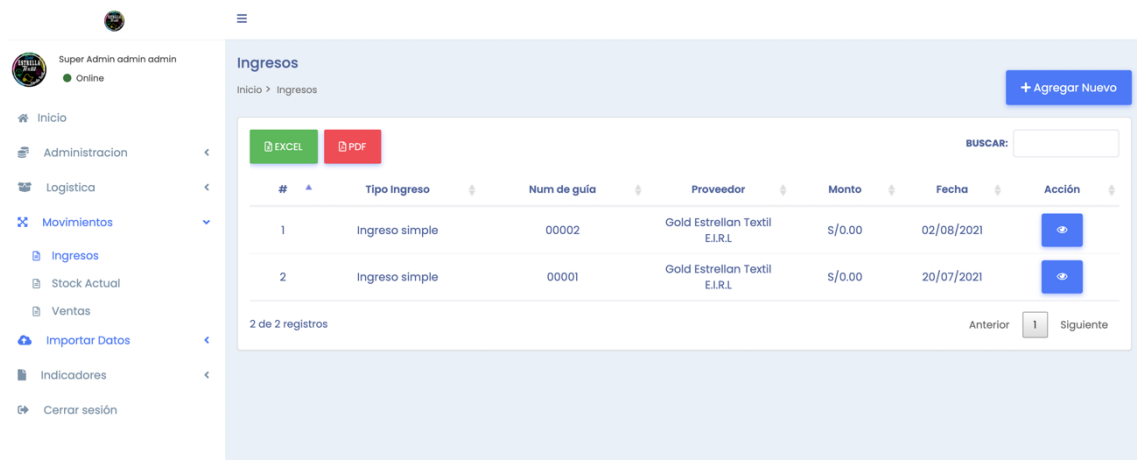 Super Admin admin admin
Online
Inicio
Administracion
Logistica
Movimientos
Ingresos
Stock Actual
Ventas
Importar Datos
Indicadores
Cerrar sesión
Ingresos
Inicio > Ingresos
+ Agregar Nuevo
EXCEL PDF BUSCAR:
# Tipo Ingreso Num de guía Proveedor Monto Fecha Acción
1 Ingreso simple 00002 Gold Estrellan Textil E.I.R.L S/0.00 02/08/2021
2 Ingreso simple 00001 Gold Estrellan Textil E.I.R.L S/0.00 20/07/2021
2 de 2 registros Anterior 1 Siguiente